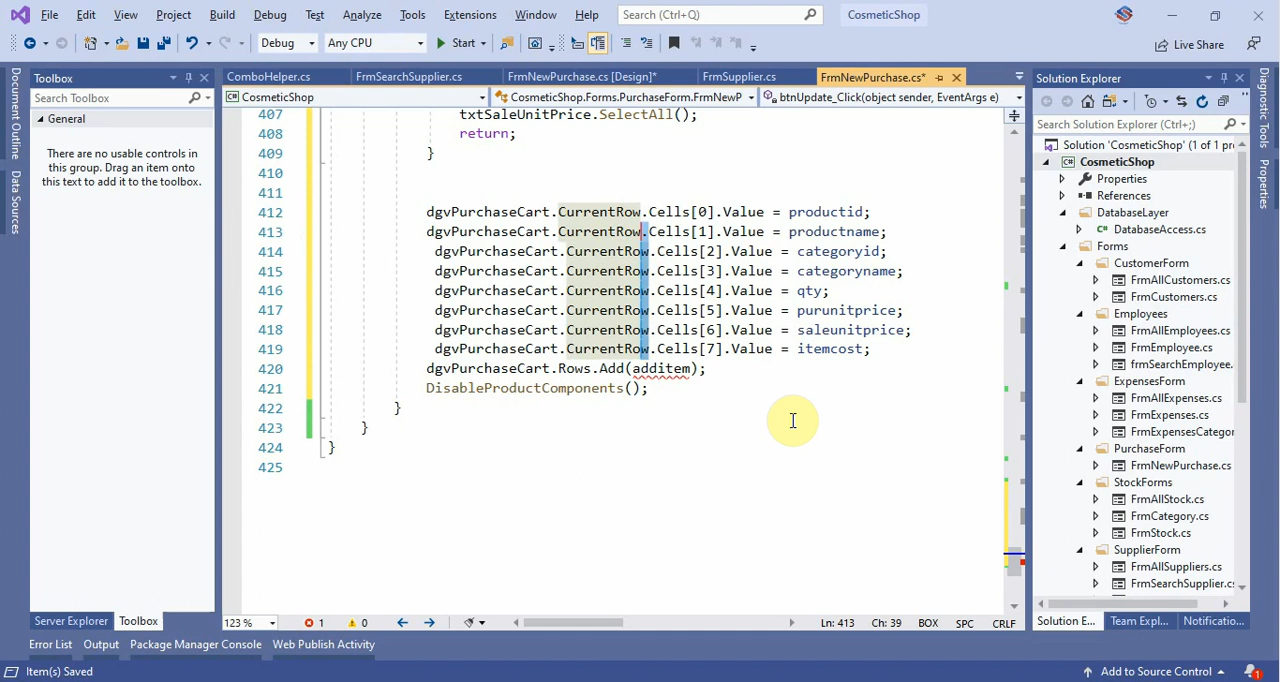 File Edit View Project Build Debug Test Analyze Tools Extensions Window Help Search (Ctrl+Q) CosmeticShop
Debug Any CPU Start Live Share
Toolbox
Search Toolbox
General
There are no usable controls in
this group. Drag an item onto
this text to add it to the toolbox.
Document Outline
Data Sources
Server Explorer Toolbox
ComboHelper.cs FrmSearchSupplier.cs FrmNewPurchase.cs [Design]* FrmSupplier.cs FrmNewPurchase.cs*
CosmeticShop CosmeticShop.Forms.PurchaseForm.FrmNewP btnUpdate_Click(object sender, EventArgs e)
407 txtSaleUnitPrice.SelectAll();
408 return;
409 }
410
411
412 dgvPurchaseCart.CurrentRow.Cells[0].Value = productid;
413 dgvPurchaseCart.CurrentRow.Cells[1].Value = productname;
414 dgvPurchaseCart.CurrentRow.Cells[2].Value = categoryid;
415 dgvPurchaseCart.CurrentRow.Cells[3].Value = categoryname;
416 dgvPurchaseCart.CurrentRow.Cells[4].Value = qty;
417 dgvPurchaseCart.CurrentRow.Cells[5].Value = purunitprice;
418 dgvPurchaseCart.CurrentRow.Cells[6].Value = saleunitprice;
419 dgvPurchaseCart.CurrentRow.Cells[7].Value = itemcost;
420 dgvPurchaseCart.Rows.Add(additem);
421 DisableProductComponents();
422 }
423 }
424 }
425
123 % 1 0 Ln: 413 Ch: 39 BOX SPC CRLF
Solution Explorer
Search Solution Explorer (Ctrl+;)
Solution 'CosmeticShop' (1 of 1 pr
CosmeticShop
Properties
References
DatabaseLayer
DatabaseAccess.cs
Forms
CustomerForm
FrmAllCustomers.cs
FrmCustomers.cs
Employees
FrmAllEmployees.cs
FrmEmployee.cs
frmSearchEmployee.
ExpensesForm
FrmAllExpenses.cs
FrmExpenses.cs
FrmExpensesCategor
PurchaseForm
FrmNewPurchase.cs
StockForms
FrmAllStock.cs
FrmCategory.cs
FrmStock.cs
SupplierForm
FrmAllSuppliers.cs
FrmSearchSupplier.cs
Solution E... Team Expl... Notificatio...
Diagnostic Tools
Properties
Error List Output Package Manager Console Web Publish Activity
Item(s) Saved Add to Source Control 1